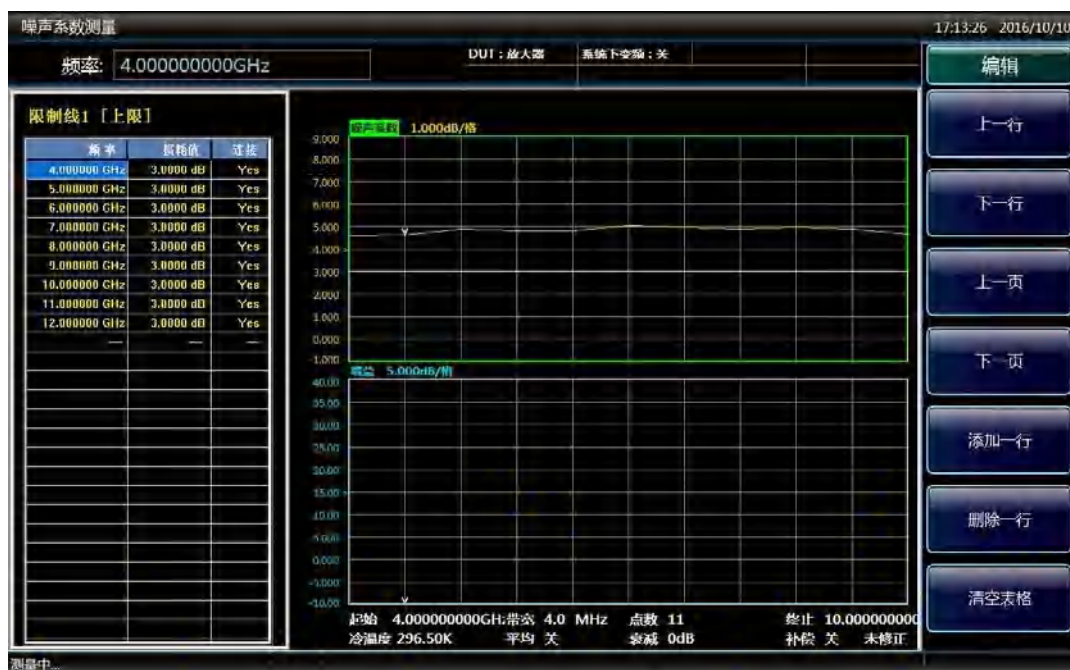 噪声系数测量
17:13:26 2016/10/10
频率: 4.000000000GHz
DUT : 放大器
系统下变频 : 关
编辑
限制线1 [上限]
频率 损耗值 连接
4.000000 GHz 3.0000 dB Yes
5.000000 GHz 3.0000 dB Yes
6.000000 GHz 3.0000 dB Yes
7.000000 GHz 3.0000 dB Yes
8.000000 GHz 3.0000 dB Yes
9.000000 GHz 3.0000 dB Yes
10.000000 GHz 3.0000 dB Yes
11.000000 GHz 3.0000 dB Yes
12.000000 GHz 3.0000 dB Yes
— — —
噪声系数 1.000dB/格
9.000
8.000
7.000
6.000
5.000
4.000
3.000
2.000
1.000
0.000
-1.000
增益 5.000dB/格
40.00
35.00
30.00
25.00
20.00
15.00
10.00
5.000
0.000
-5.000
-10.00
起始 4.000000000GH:带宽 4.0 MHz 点数 11 终止 10.00000000
冷温度 296.50K 平均 关 衰减 0dB 补偿 关 未修正
上一行
下一行
上一页
下一页
添加一行
删除一行
清空表格
测量中...